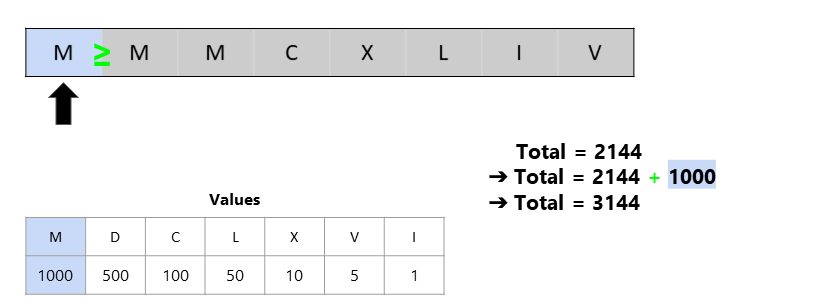 M ≥ M M C X L I V
Total = 2144
➔ Total = 2144 + 1000
➔ Total = 3144
Values
M D C L X V I
1000 500 100 50 10 5 1